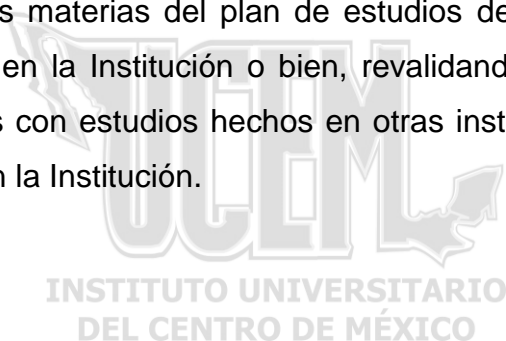 s materias del plan de estudios de
en la Institución o bien, revalidand
s con estudios hechos en otras inst
n la Institución.
UCEM
INSTITUTO UNIVERSITARIO
DEL CENTRO DE MÉXICO